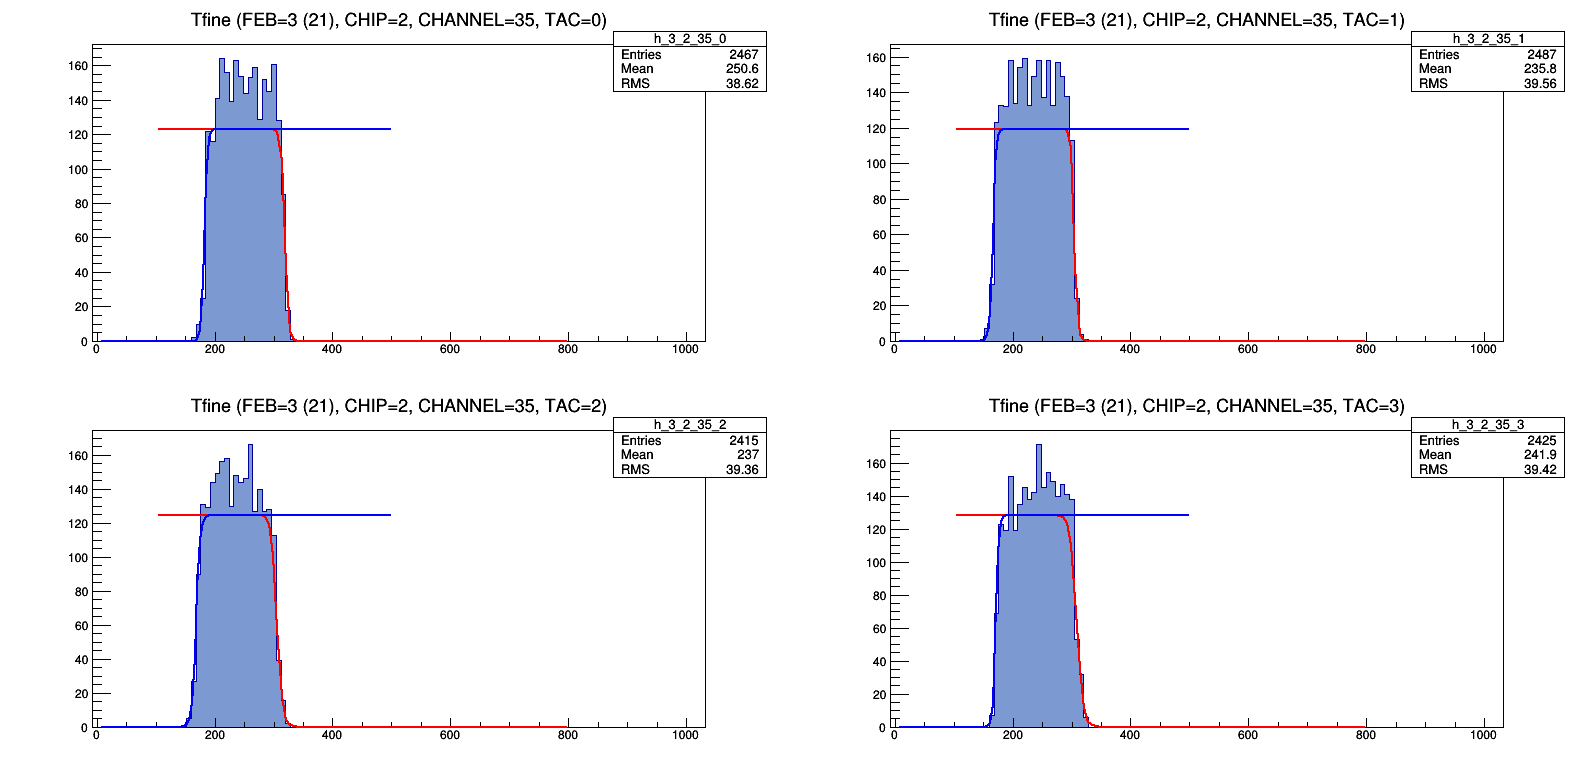 Tfine (FEB=3 (21), CHIP=2, CHANNEL=35, TAC=0)
h_3_2_35_0
Entries 2467
Mean 250.6
RMS 38.62
160
140
120
100
80
60
40
20
0
0 200 400 600 800 1000
Tfine (FEB=3 (21), CHIP=2, CHANNEL=35, TAC=1)
h_3_2_35_1
Entries 2487
Mean 235.8
RMS 39.56
160
140
120
100
80
60
40
20
0
0 200 400 600 800 1000
Tfine (FEB=3 (21), CHIP=2, CHANNEL=35, TAC=2)
h_3_2_35_2
Entries 2415
Mean 237
RMS 39.36
160
140
120
100
80
60
40
20
0
0 200 400 600 800 1000
Tfine (FEB=3 (21), CHIP=2, CHANNEL=35, TAC=3)
h_3_2_35_3
Entries 2425
Mean 241.9
RMS 39.42
160
140
120
100
80
60
40
20
0
0 200 400 600 800 1000